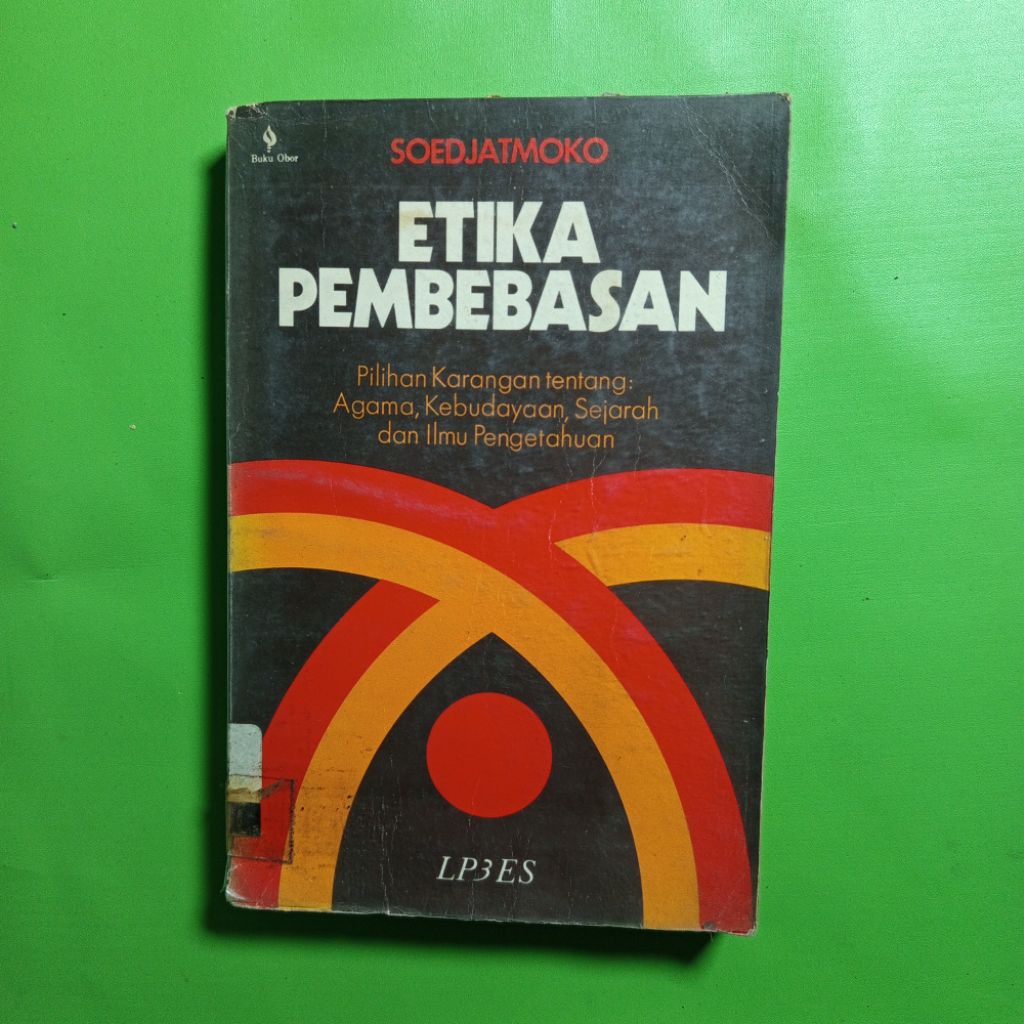 Buku Obor
SOEDJATMOKO
ETIKA
PEMBEBASAN
Pilihan Karangan tentang:
Agama, Kebudayaan, Sejarah
dan Ilmu Pengetahuan
LP3ES